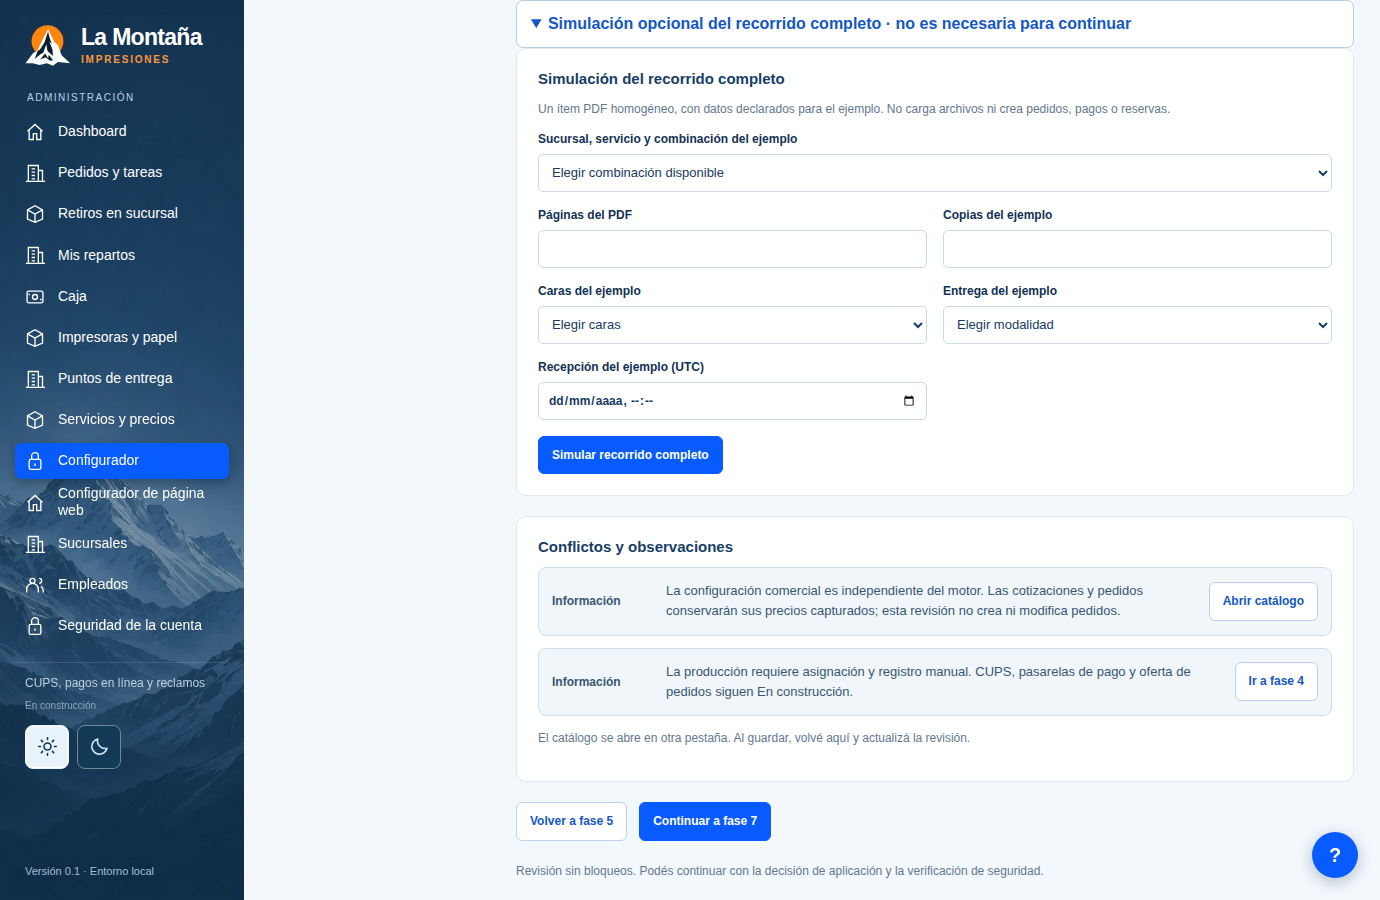 La Montaña
IMPRESIONES
ADMINISTRACIÓN
Dashboard
Pedidos y tareas
Retiros en sucursal
Mis repartos
Caja
Impresoras y papel
Puntos de entrega
Servicios y precios
Configurador
Configurador de página
web
Sucursales
Empleados
Seguridad de la cuenta
CUPS, pagos en línea y reclamos
En construcción
Versión 0.1 · Entorno local
▼ Simulación opcional del recorrido completo · no es necesaria para continuar
Simulación del recorrido completo
Un ítem PDF homogéneo, con datos declarados para el ejemplo. No carga archivos ni crea pedidos, pagos o reservas.
Sucursal, servicio y combinación del ejemplo
Elegir combinación disponible
Páginas del PDF
Copias del ejemplo
Caras del ejemplo
Entrega del ejemplo
Elegir caras
Elegir modalidad
Recepción del ejemplo (UTC)
dd/mm/aaaa, --:--
Simular recorrido completo
Conflictos y observaciones
Información
La configuración comercial es independiente del motor. Las cotizaciones y pedidos
conservarán sus precios capturados; esta revisión no crea ni modifica pedidos.
Abrir catálogo
Información
La producción requiere asignación y registro manual. CUPS, pasarelas de pago y oferta de
pedidos siguen En construcción.
Ir a fase 4
El catálogo se abre en otra pestaña. Al guardar, volvé aquí y actualizá la revisión.
Volver a fase 5
Continuar a fase 7
Revisión sin bloqueos. Podés continuar con la decisión de aplicación y la verificación de seguridad.
?